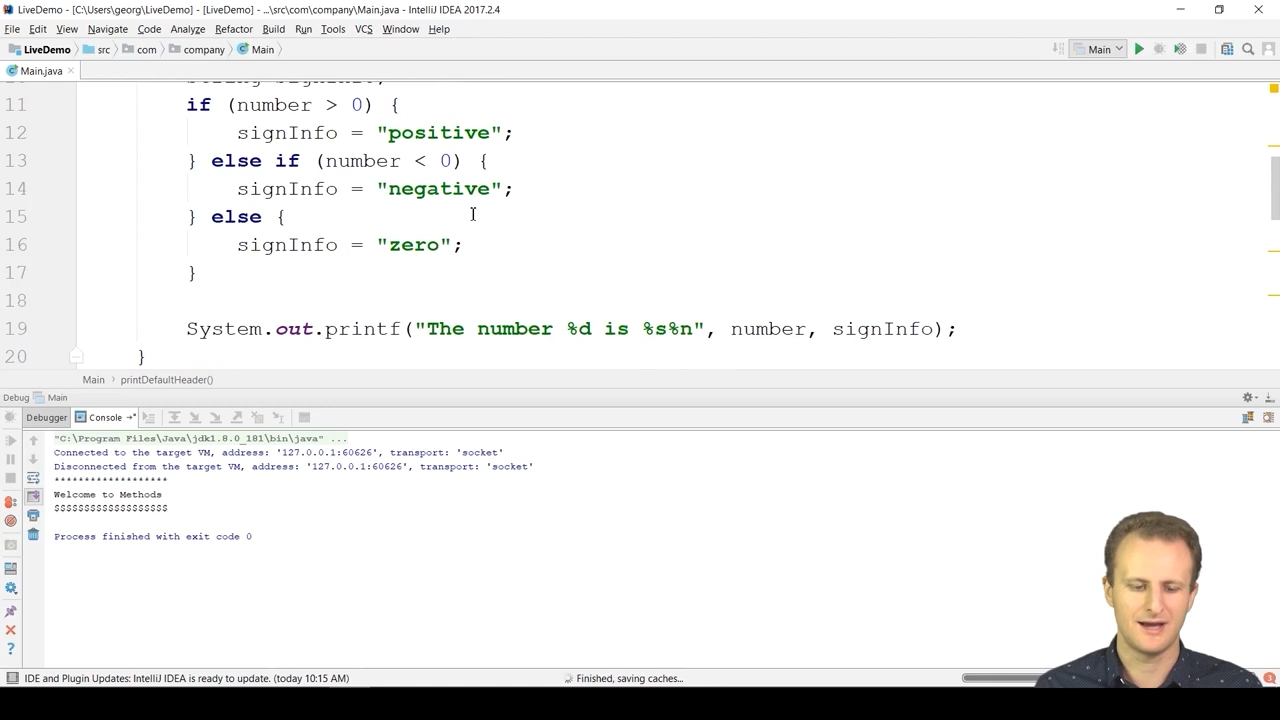 LiveDemo - [C:\Users\georg\LiveDemo] - [LiveDemo] - ...\src\com\company\Main.java - IntelliJ IDEA 2017.2.4
File Edit View Navigate Code Analyze Refactor Build Run Tools VCS Window Help
LiveDemo src com company Main Main
Main.java
11 if (number > 0) {
12 signInfo = "positive";
13 } else if (number < 0) {
14 signInfo = "negative";
15 } else {
16 signInfo = "zero";
17 }
18
19 System.out.printf("The number %d is %s%n", number, signInfo);
20 }
Main printDefaultHeader()
Debug Main
Debugger Console
"C:\Program Files\Java\jdk1.8.0_181\bin\java" ...
Connected to the target VM, address: '127.0.0.1:60626', transport: 'socket'
Disconnected from the target VM, address: '127.0.0.1:60626', transport: 'socket'
*******************
Welcome to Methods
$$$$$$$$$$$$$$$$$$$
Process finished with exit code 0
IDE and Plugin Updates: IntelliJ IDEA is ready to update. (today 10:15 AM) Finished, saving caches... 3